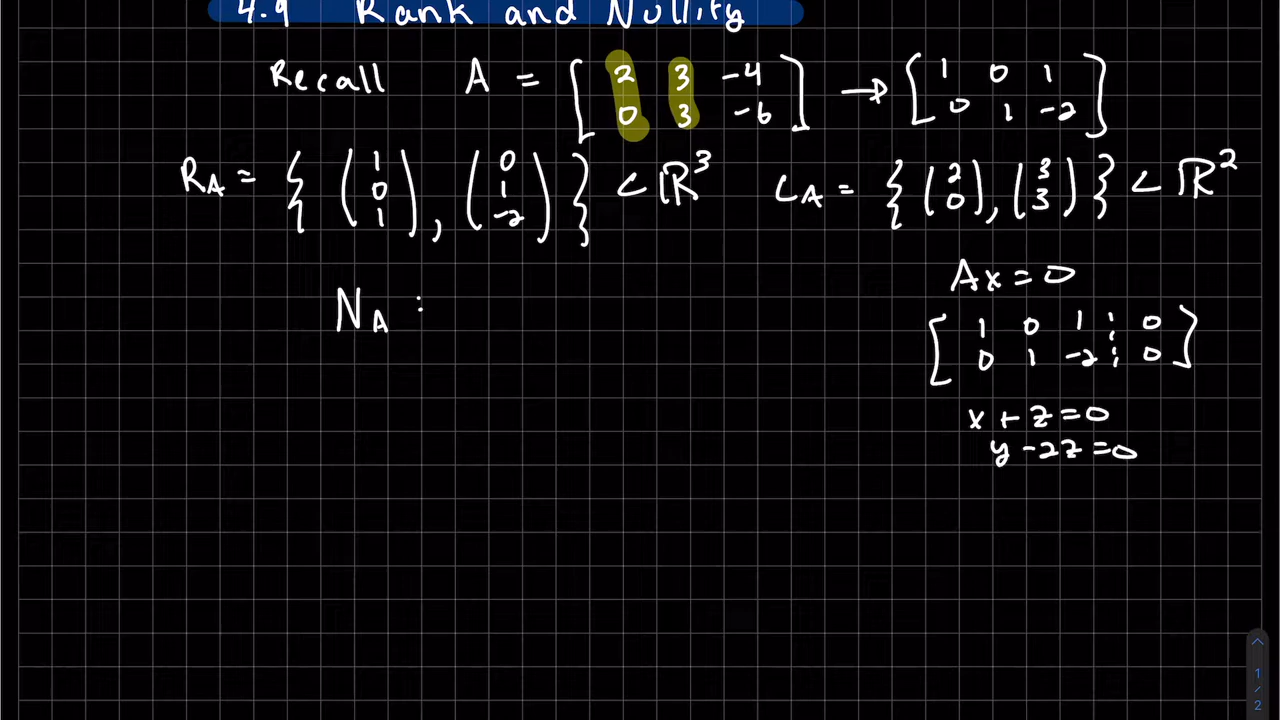 4.9 Rank and Nullity
Recall A = [ 2 3 -4 ; 0 3 -6 ] → [ 1 0 1 ; 0 1 -2 ]
R_A = { (1 0 1), (0 1 -2) } ⊂ ℝ³ C_A = { (2 0), (3 3) } ⊂ ℝ²
Ax = 0
N_A :
[ 1 0 1 ¦ 0 ; 0 1 -2 ¦ 0 ]
x + z = 0
y - 2z = 0
1 / 2